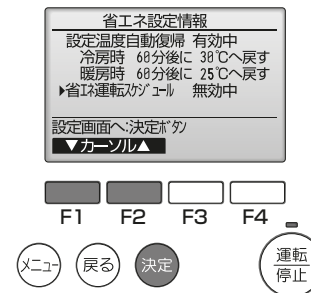 省エネ設定情報
設定温度自動復帰 有効中
冷房時 60分後に 30℃へ戻す
暖房時 60分後に 25℃へ戻す
▶省エネ運転スケジュール 無効中
設定画面へ:決定ボタン
▼カーソル▲
F1 F2 F3 F4
メニュー 戻る 決定 運転
停止